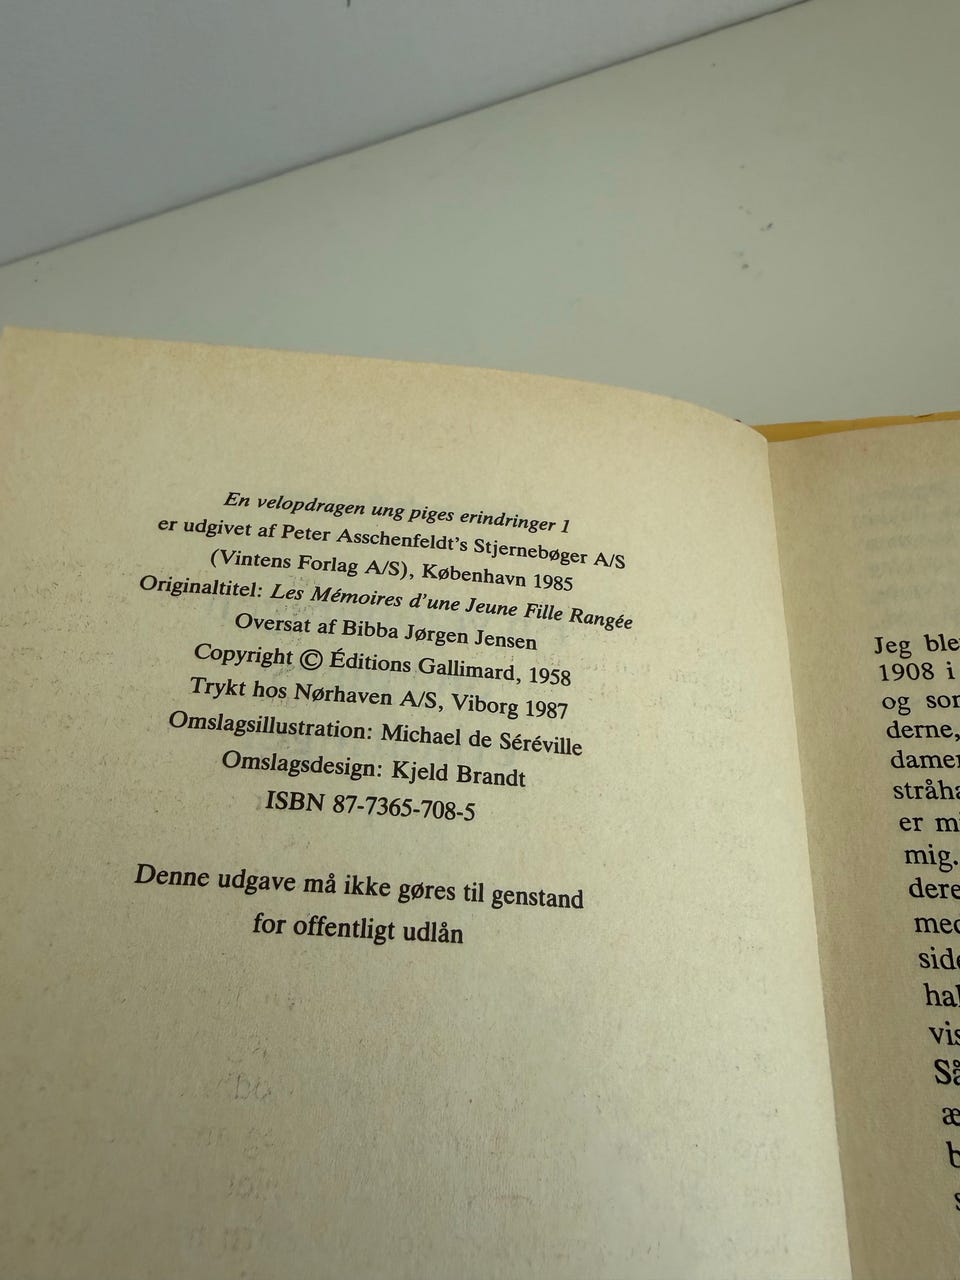 En velopdragen ung piges erindringer 1
er udgivet af Peter Asschenfeldt's Stjernebøger A/S
(Vintens Forlag A/S), København 1985
Originaltitel: Les Mémoires d'une Jeune Fille Rangée
Oversat af Bibba Jørgen Jensen
Copyright © Éditions Gallimard, 1958
Trykt hos Nørhaven A/S, Viborg 1987
Omslagsillustration: Michael de Séréville
Omslagsdesign: Kjeld Brandt
ISBN 87-7365-708-5
Denne udgave må ikke gøres til genstand
for offentligt udlån
Jeg
1908 i
og
derne,
er
mig.